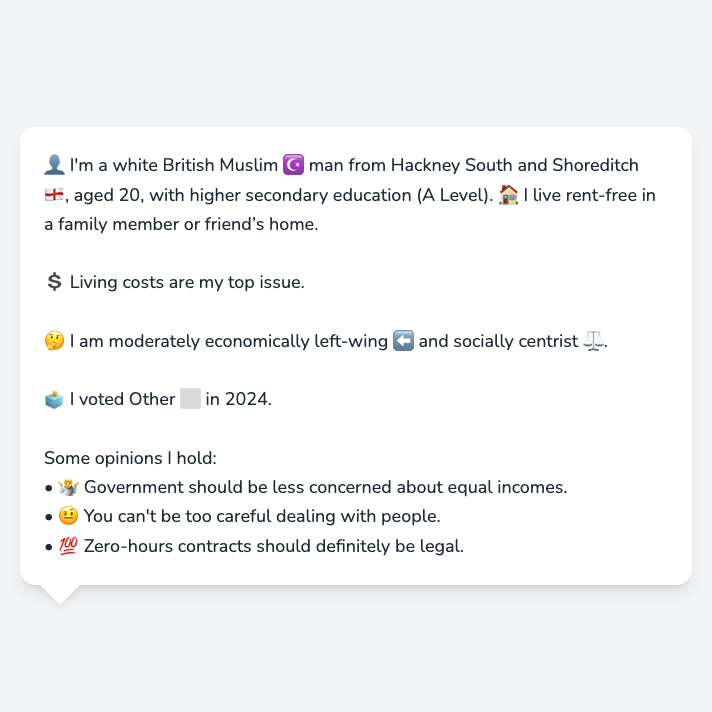 👤 I'm a white British Muslim ☪️ man from Hackney South and Shoreditch
🏴󠁧󠁢󠁥󠁮󠁧󠁿, aged 20, with higher secondary education (A Level). 🏠 I live rent-free in
a family member or friend’s home.
💲 Living costs are my top issue.
🤔 I am moderately economically left-wing ⬅️ and socially centrist ⚖️.
🗳️ I voted Other ⬜ in 2024.
Some opinions I hold:
• 🤷 Government should be less concerned about equal incomes.
• 🤨 You can't be too careful dealing with people.
• 💯 Zero-hours contracts should definitely be legal.